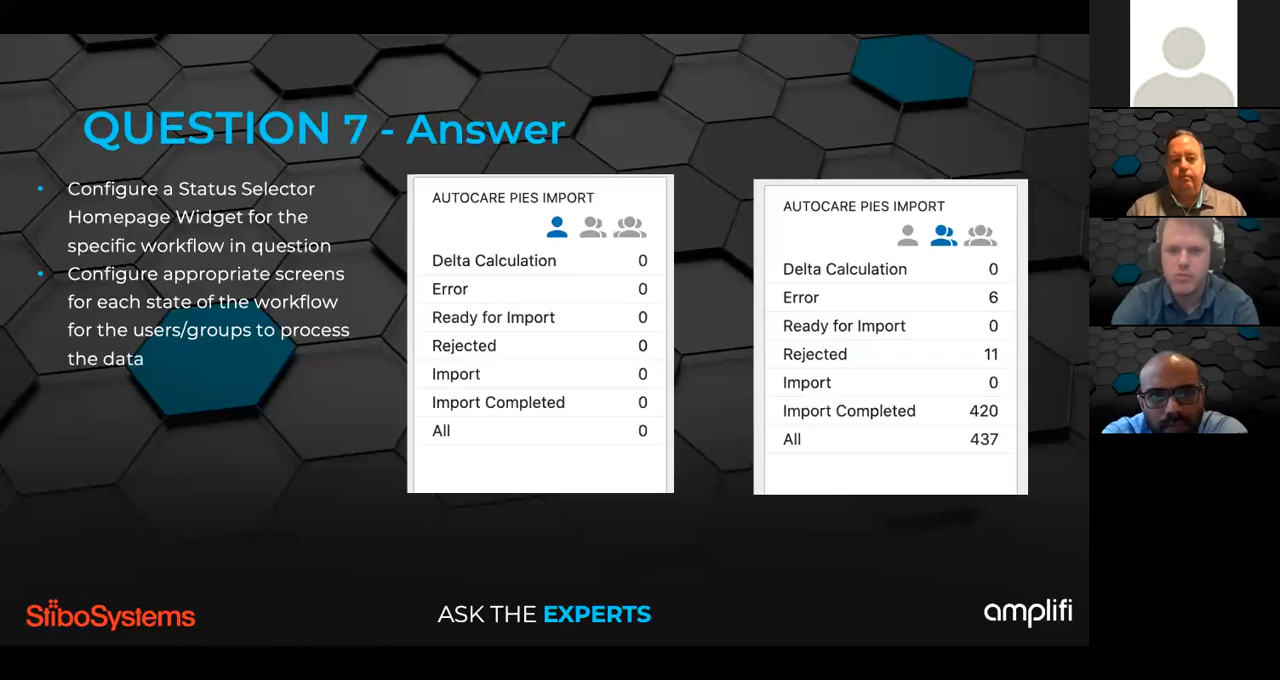 QUESTION 7 - Answer
• Configure a Status Selector
Homepage Widget for the
specific workflow in question
• Configure appropriate screens
for each state of the workflow
for the users/groups to process
the data
AUTOCARE PIES IMPORT
Delta Calculation 0
Error 0
Ready for Import 0
Rejected 0
Import 0
Import Completed 0
All 0
AUTOCARE PIES IMPORT
Delta Calculation 0
Error 6
Ready for Import 0
Rejected 11
Import 0
Import Completed 420
All 437
StiboSystems
ASK THE EXPERTS
amplifi